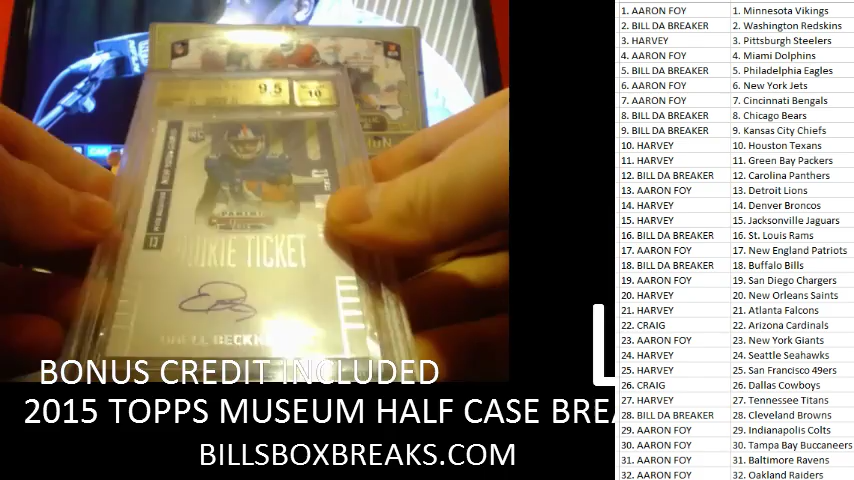 9.5
10
RC
PANINI
ROOKIE TICKET
13
BONUS CREDIT INCLUDED
2015 TOPPS MUSEUM HALF CASE BREA
BILLSBOXBREAKS.COM
L
1. AARON FOY 1. Minnesota Vikings
2. BILL DA BREAKER 2. Washington Redskins
3. HARVEY 3. Pittsburgh Steelers
4. AARON FOY 4. Miami Dolphins
5. BILL DA BREAKER 5. Philadelphia Eagles
6. AARON FOY 6. New York Jets
7. AARON FOY 7. Cincinnati Bengals
8. BILL DA BREAKER 8. Chicago Bears
9. BILL DA BREAKER 9. Kansas City Chiefs
10. HARVEY 10. Houston Texans
11. HARVEY 11. Green Bay Packers
12. BILL DA BREAKER 12. Carolina Panthers
13. AARON FOY 13. Detroit Lions
14. HARVEY 14. Denver Broncos
15. HARVEY 15. Jacksonville Jaguars
16. BILL DA BREAKER 16. St. Louis Rams
17. AARON FOY 17. New England Patriots
18. BILL DA BREAKER 18. Buffalo Bills
19. AARON FOY 19. San Diego Chargers
20. HARVEY 20. New Orleans Saints
21. HARVEY 21. Atlanta Falcons
22. CRAIG 22. Arizona Cardinals
23. AARON FOY 23. New York Giants
24. HARVEY 24. Seattle Seahawks
25. HARVEY 25. San Francisco 49ers
26. CRAIG 26. Dallas Cowboys
27. HARVEY 27. Tennessee Titans
28. BILL DA BREAKER 28. Cleveland Browns
29. AARON FOY 29. Indianapolis Colts
30. AARON FOY 30. Tampa Bay Buccaneers
31. AARON FOY 31. Baltimore Ravens
32. AARON FOY 32. Oakland Raiders